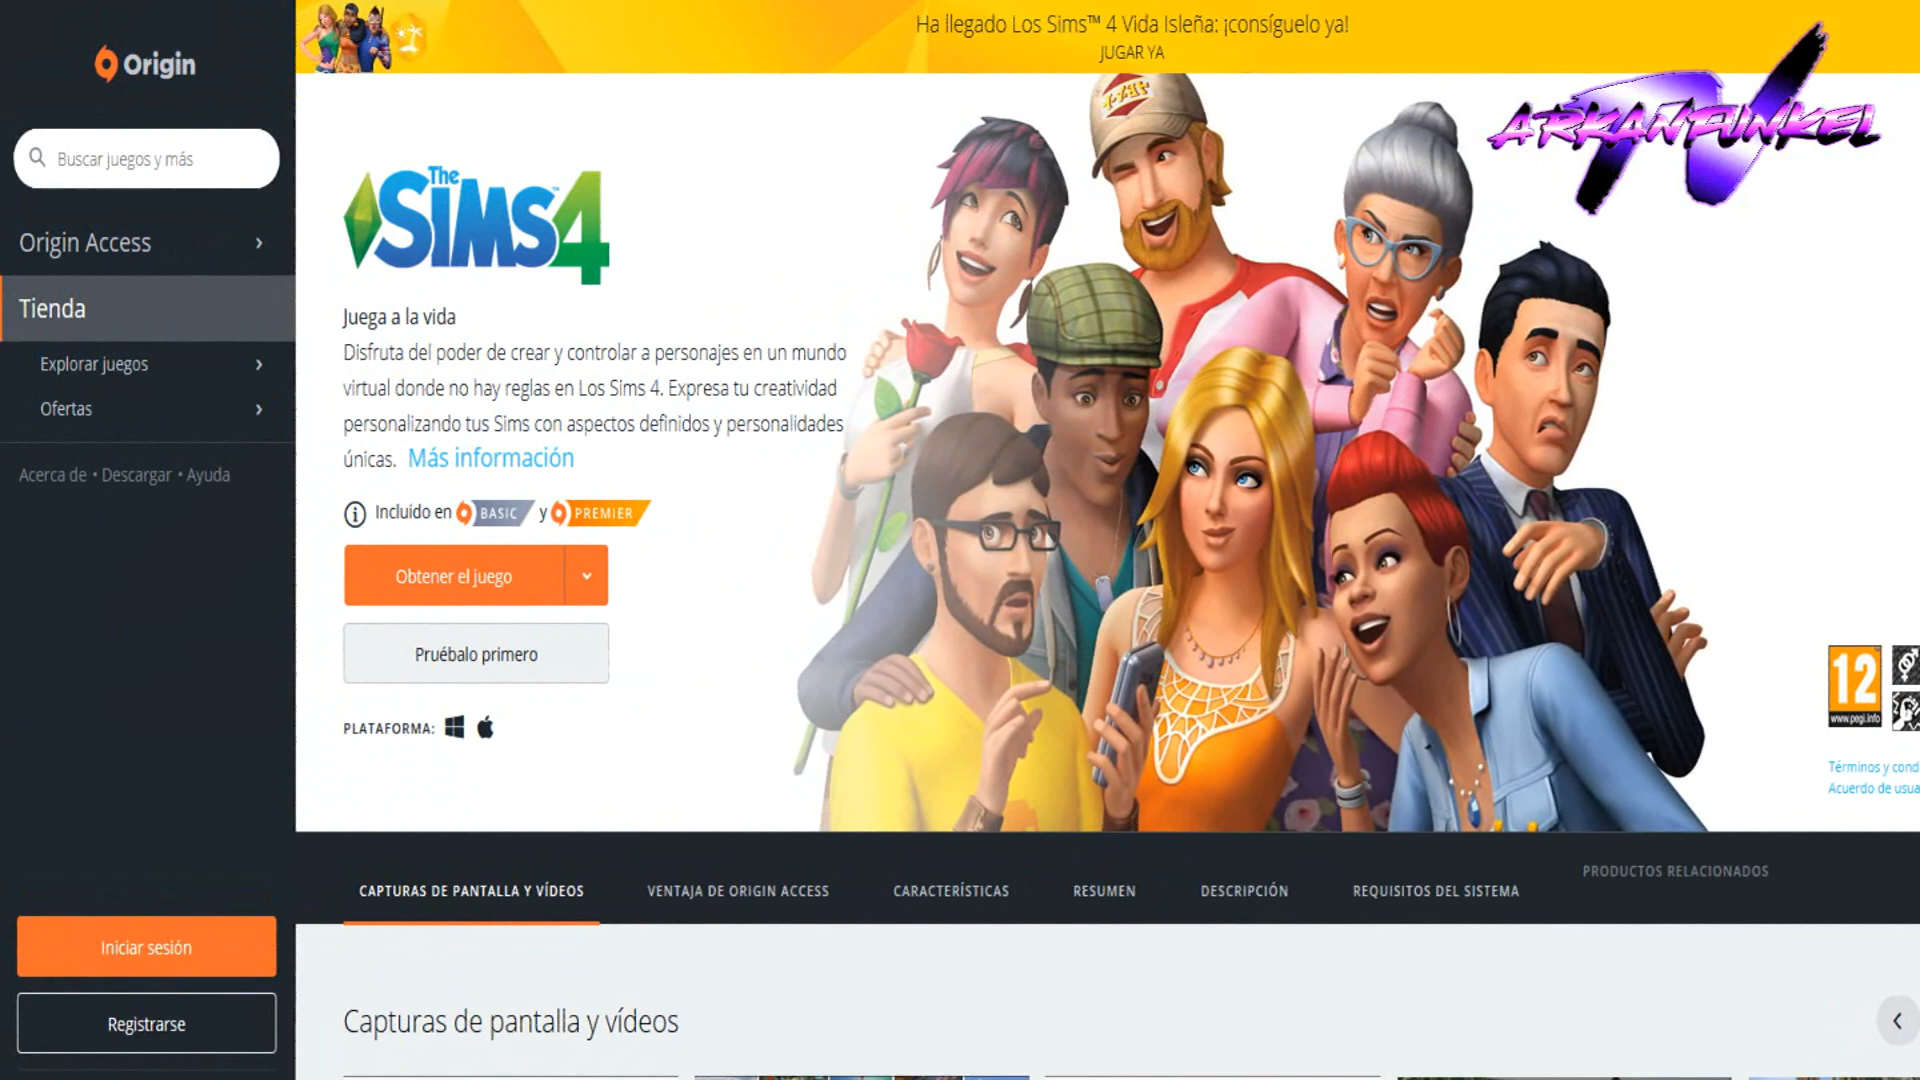 Origin
Buscar juegos y más
Origin Access
Tienda
Explorar juegos
Ofertas
Acerca de • Descargar • Ayuda
Iniciar sesión
Registrarse
Ha llegado Los Sims™ 4 Vida Isleña: ¡consíguelo ya!
JUGAR YA
ARKANFUNKEL
TV
The
SIMS 4
Juega a la vida
Disfruta del poder de crear y controlar a personajes en un mundo
virtual donde no hay reglas en Los Sims 4. Expresa tu creatividad
personalizando tus Sims con aspectos definidos y personalidades
únicas. Más información
Incluido en BASIC y PREMIER
Obtener el juego
Pruébalo primero
PLATAFORMA:
12
www.pegi.info
Términos y cond
Acuerdo de usua
CAPTURAS DE PANTALLA Y VÍDEOS
VENTAJA DE ORIGIN ACCESS
CARACTERÍSTICAS
RESUMEN
DESCRIPCIÓN
REQUISITOS DEL SISTEMA
PRODUCTOS RELACIONADOS
Capturas de pantalla y vídeos